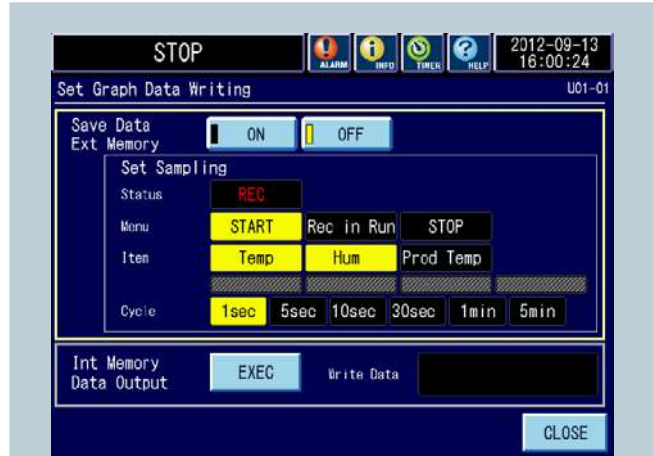 STOP
ALARM
INFO
TIMER
HELP
2012-09-13
16:00:24
Set Graph Data Writing
U01-01
Save Data
Ext Memory
ON
OFF
Set Sampling
Status
REC
Menu
START
Rec in Run
STOP
Item
Temp
Hum
Prod Temp
Cycle
1sec
5sec
10sec
30sec
1min
5min
Int Memory
Data Output
EXEC
Write Data
CLOSE